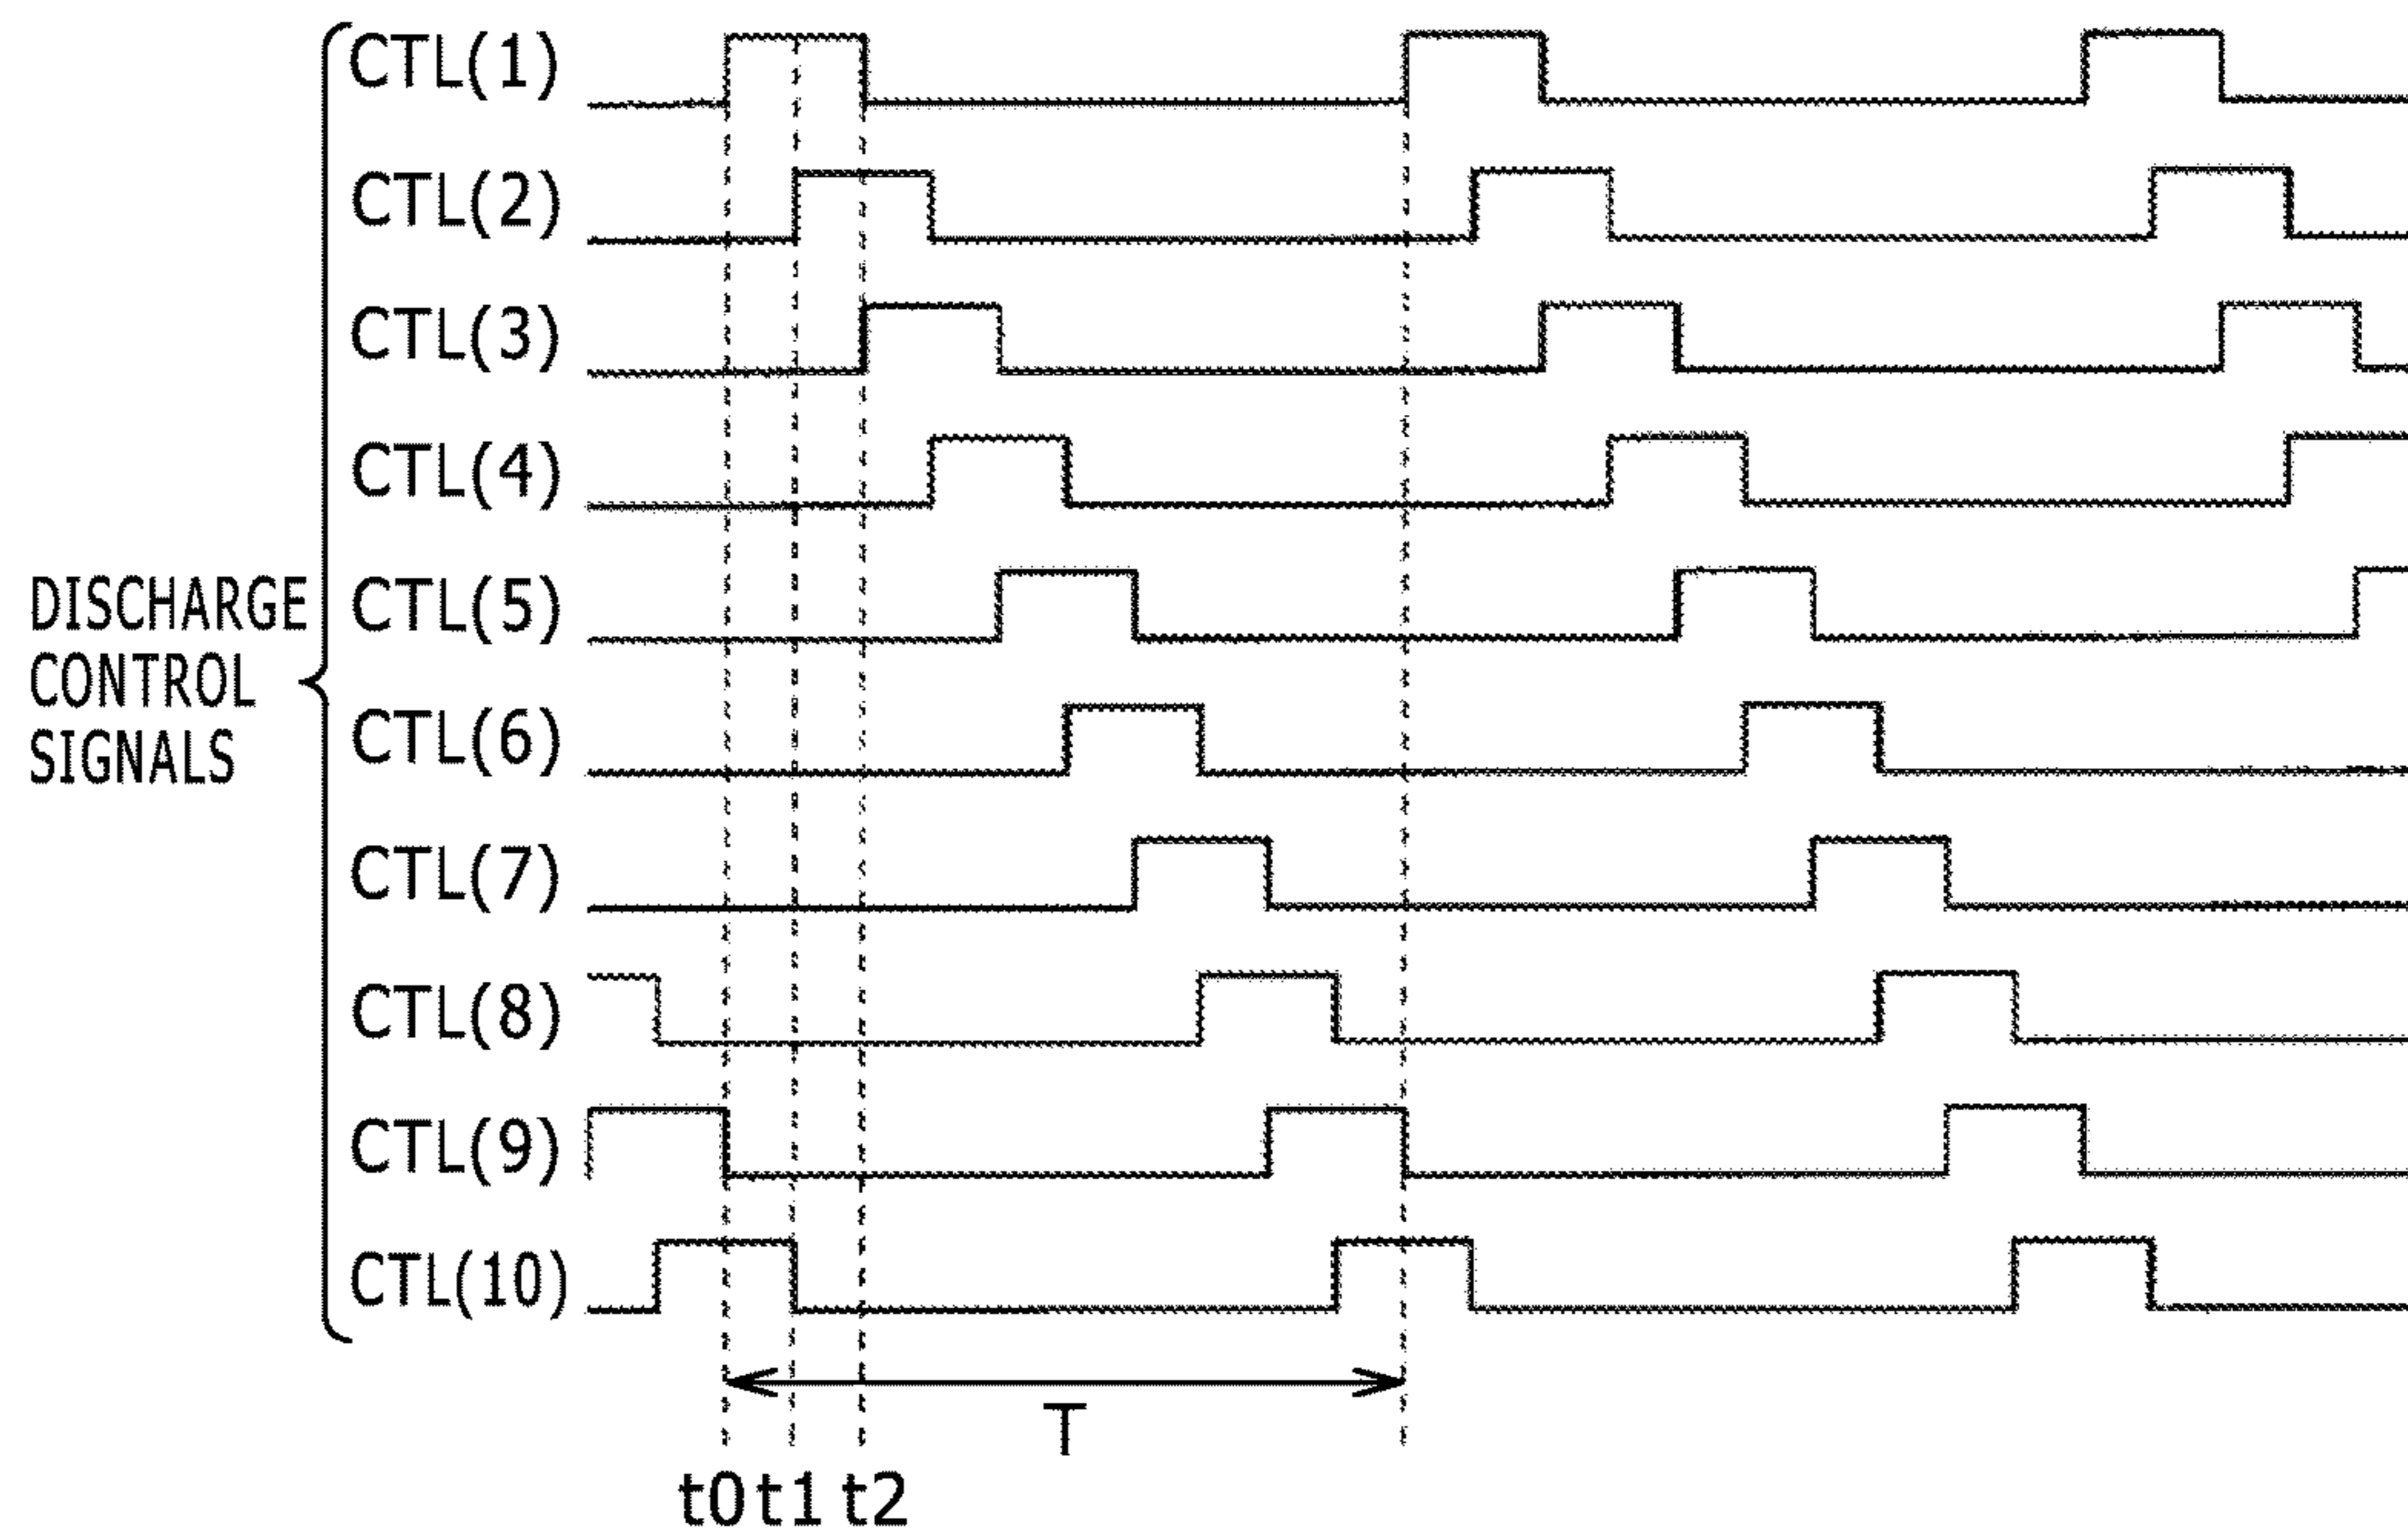 CTL(1)
CTL(2)
CTL(3)
CTL(4)
CTL(5)
CTL(6)
CTL(7)
CTL(8)
CTL(9)
CTL(10)
DISCHARGE
CONTROL
SIGNALS
T
t0 t1 t2